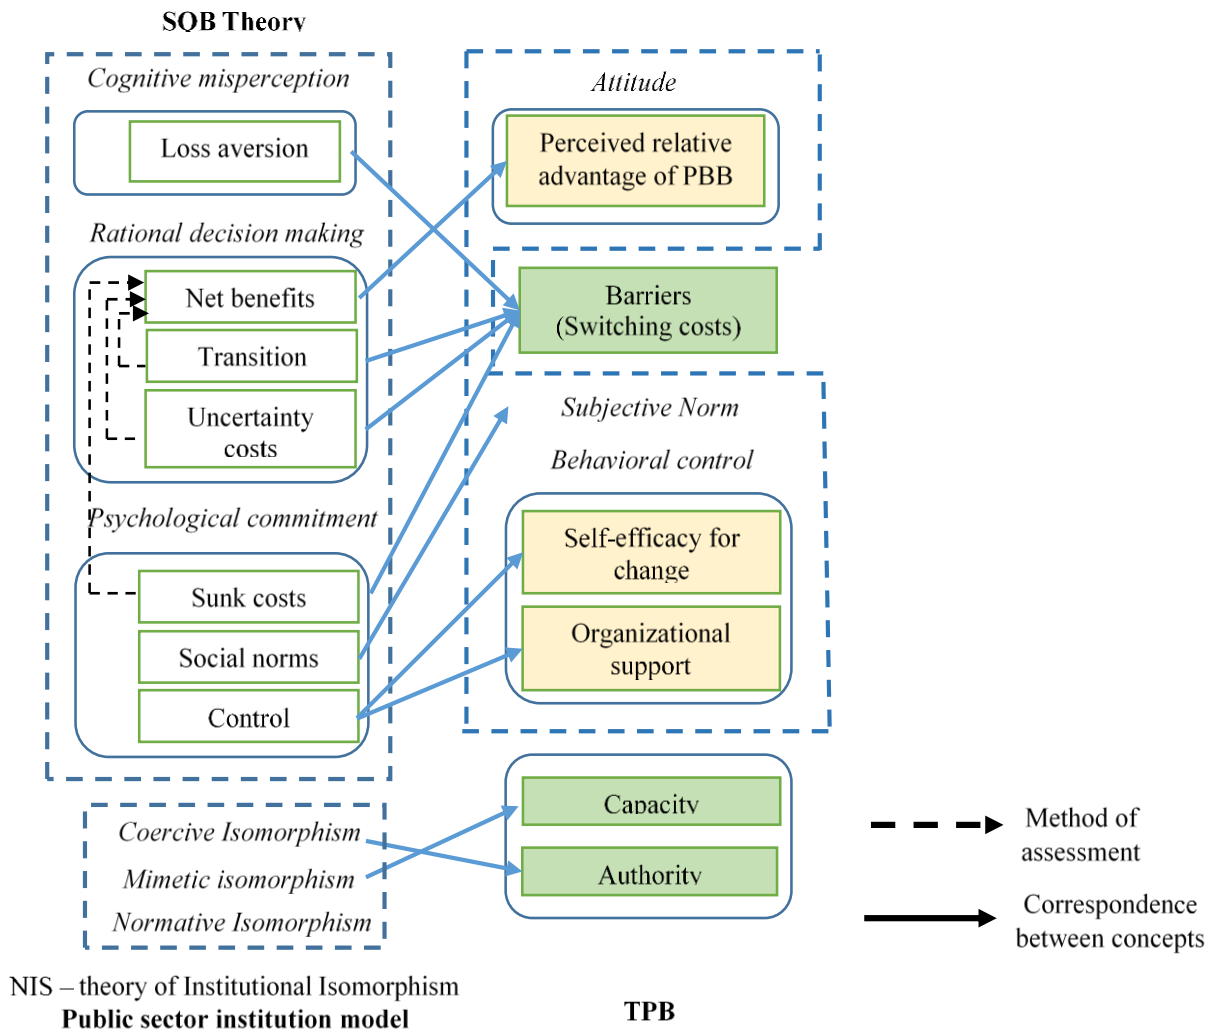 SQB Theory
Cognitive misperception
Loss aversion
Rational decision making
Net benefits
Transition
Uncertainty
costs
Psychological commitment
Sunk costs
Social norms
Control
Coercive Isomorphism
Mimetic isomorphism
Normative Isomorphism
NIS – theory of Institutional Isomorphism
Public sector institution model
Attitude
Perceived relative
advantage of PBB
Barriers
(Switching costs)
Subjective Norm
Behavioral control
Self-efficacy for
change
Organizational
support
Capacity
Authority
TPB
Method of
assessment
Correspondence
between concepts